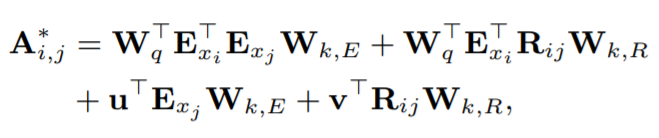 A*_{i,j} = W_q^⊤ E_{x_i}^⊤ E_{x_j} W_{k,E} + W_q^⊤ E_{x_i}^⊤ R_{ij} W_{k,R}
+ u^⊤ E_{x_j} W_{k,E} + v^⊤ R_{ij} W_{k,R},